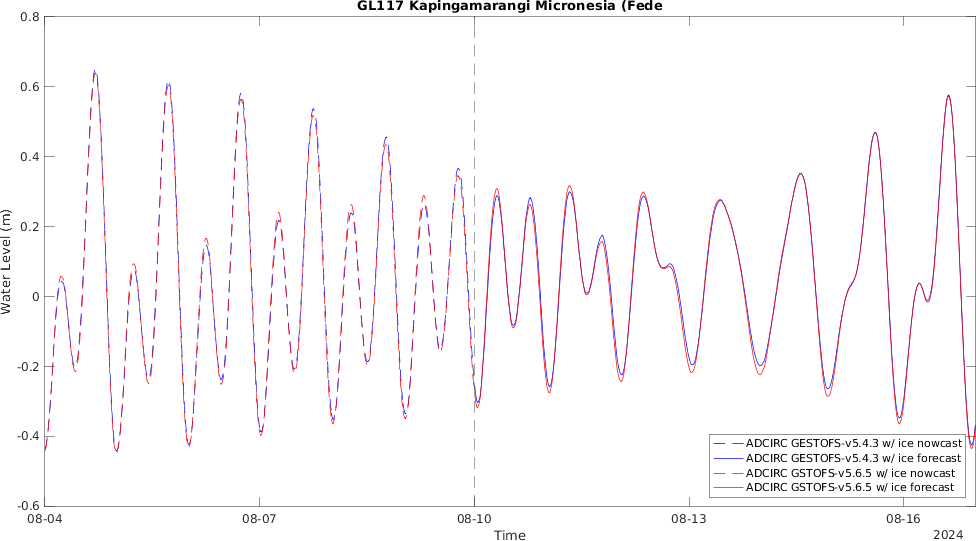 GL117 Kapingamarangi Micronesia (Fede
Water Level (m)
0.8
0.6
0.4
0.2
0
-0.2
-0.4
-0.6
08-04
08-07
08-10
08-13
08-16
Time
2024
ADCIRC GESTOFS-v5.4.3 w/ ice nowcast
ADCIRC GESTOFS-v5.4.3 w/ ice forecast
ADCIRC GSTOFS-v5.6.5 w/ ice nowcast
ADCIRC GSTOFS-v5.6.5 w/ ice forecast